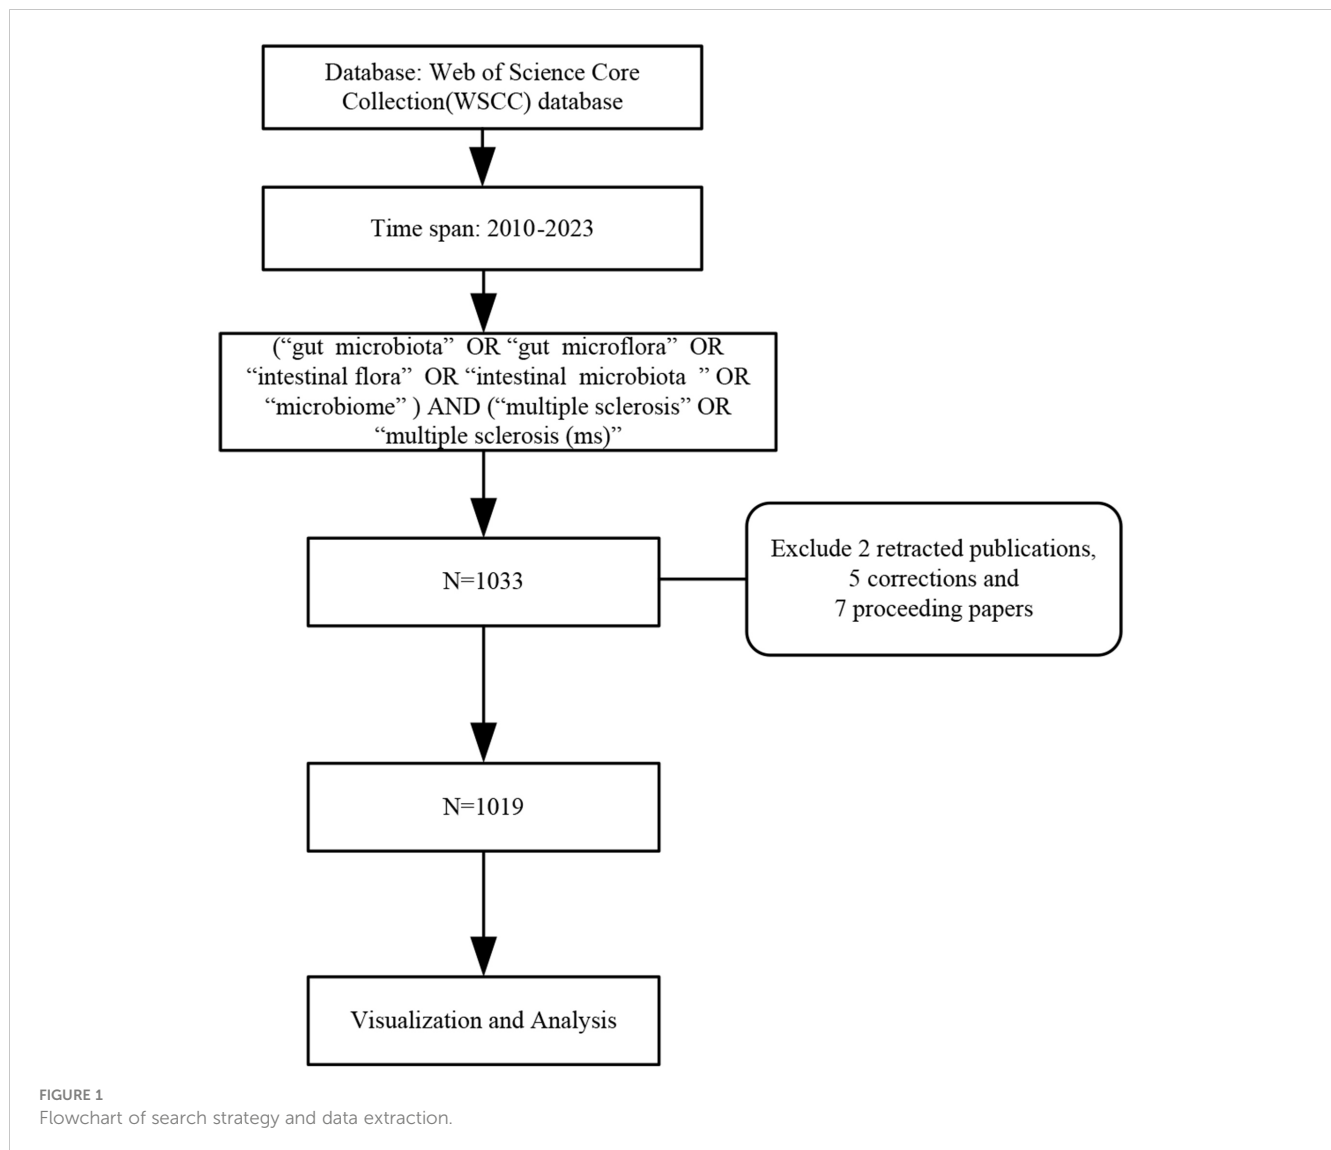 Database: Web of Science Core
Collection(WSCC) database
Time span: 2010-2023
(“gut microbiota” OR “gut microflora” OR
“intestinal flora” OR “intestinal microbiota ” OR
“microbiome” ) AND (“multiple sclerosis” OR
“multiple sclerosis (ms)”
N=1033
Exclude 2 retracted publications,
5 corrections and
7 proceeding papers
N=1019
Visualization and Analysis
FIGURE 1
Flowchart of search strategy and data extraction.